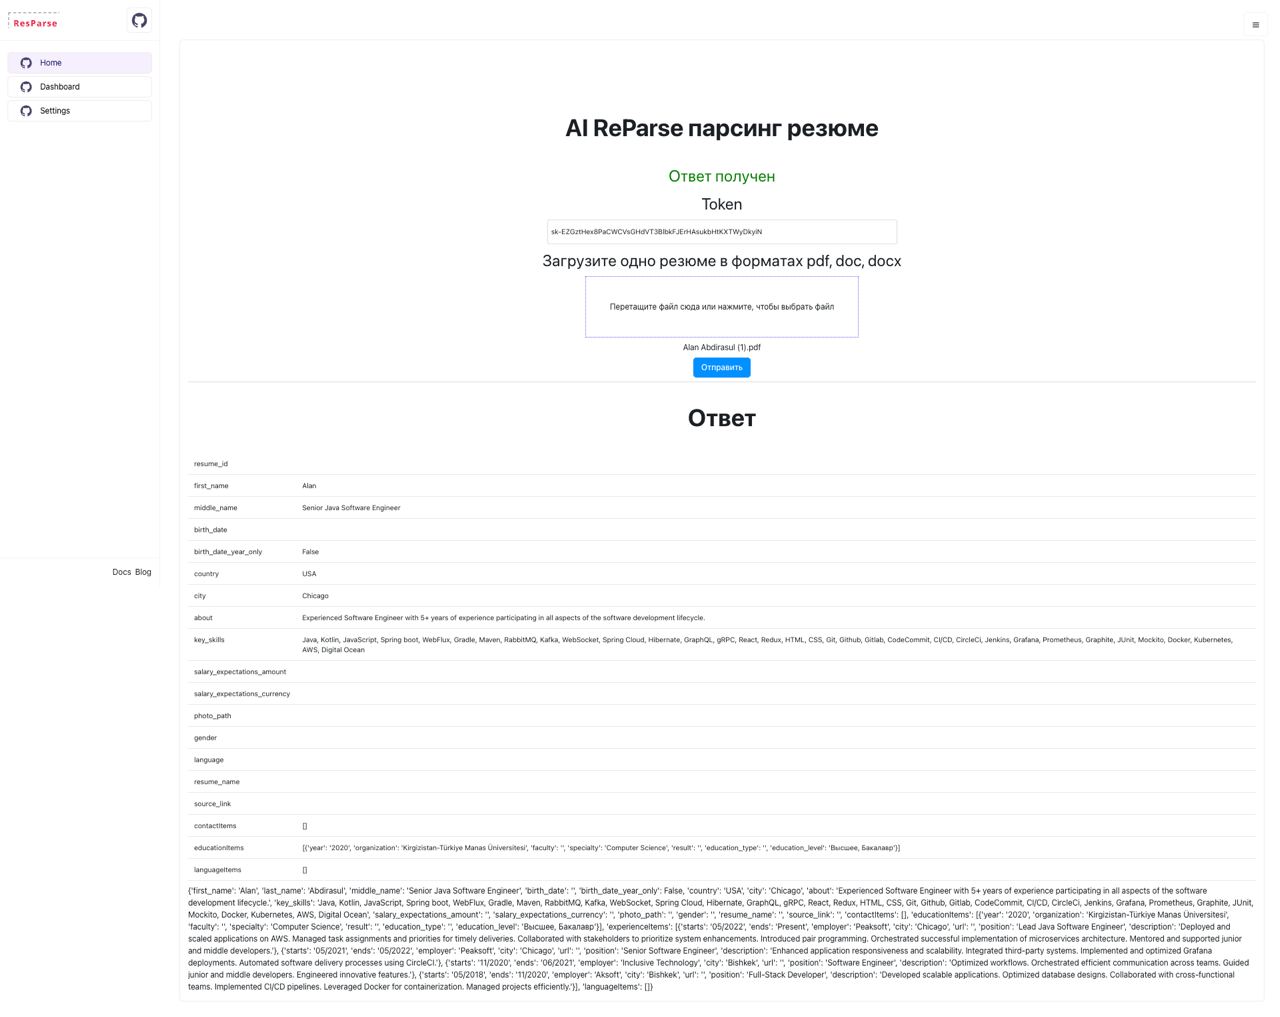 ResParse
Home
Dashboard
Settings
Docs Blog
AI ReParse парсинг резюме
Ответ получен
Token
Загрузите одно резюме в форматах pdf, doc, docx
Перетащите файл сюда или нажмите, чтобы выбрать файл
Alan Abdirasul (1).pdf
Отправить
Ответ
resume_id
first_name Alan
middle_name Senior Java Software Engineer
birth_date
birth_date_year_only False
country USA
city Chicago
about Experienced Software Engineer with 5+ years of experience participating in all aspects of the software development lifecycle.
key_skills Java, Kotlin, JavaScript, Spring boot, WebFlux, Gradle, Maven, RabbitMQ, Kafka, WebSocket, Spring Cloud, Hibernate, GraphQL, gRPC, React, Redux, HTML, CSS, Git, Github, Gitlab, CodeCommit, CI/CD, CircleCi, Jenkins, Grafana, Prometheus, Graphite, JUnit, Mockito, Docker, Kubernetes,
AWS, Digital Ocean
salary_expectations_amount
salary_expectations_currency
photo_path
gender
language
resume_name
source_link
contactItems []
educationItems [{'year': '2020', 'organization': 'Kirgizistan-Türkiye Manas Üniversitesi', 'faculty': '', 'specialty': 'Computer Science', 'result': '', 'education_type': '', 'education_level': 'Высшее, Бакалавр'}]
languageItems []
{'first_name': 'Alan', 'last_name': 'Abdirasul', 'middle_name': 'Senior Java Software Engineer', 'birth_date': '', 'birth_date_year_only': False, 'country': 'USA', 'city': 'Chicago', 'about': 'Experienced Software Engineer with 5+ years of experience participating in all aspects of the software
development lifecycle.', 'key_skills': 'Java, Kotlin, JavaScript, Spring boot, WebFlux, Gradle, Maven, RabbitMQ, Kafka, WebSocket, Spring Cloud, Hibernate, GraphQL, gRPC, React, Redux, HTML, CSS, Git, Github, Gitlab, CodeCommit, CI/CD, CircleCi, Jenkins, Grafana, Prometheus, Graphite, JUnit,
Mockito, Docker, Kubernetes, AWS, Digital Ocean', 'salary_expectations_amount': '', 'salary_expectations_currency': '', 'photo_path': '', 'gender': '', 'resume_name': '', 'source_link': '', 'contactItems': [], 'educationItems': [{'year': '2020', 'organization': 'Kirgizistan-Türkiye Manas Üniversitesi',
'faculty': '', 'specialty': 'Computer Science', 'result': '', 'education_type': '', 'education_level': 'Высшее, Бакалавр'}], 'experienceItems': [{'starts': '05/2022', 'ends': 'Present', 'employer': 'Peaksoft', 'city': 'Chicago', 'url': '', 'position': 'Lead Java Software Engineer', 'description': 'Deployed and
scaled applications on AWS. Managed task assignments and priorities for timely deliveries. Collaborated with stakeholders to prioritize system enhancements. Introduced pair programming. Orchestrated successful implementation of microservices architecture. Mentored and supported junior
and middle developers.'}, {'starts': '05/2021', 'ends': '05/2022', 'employer': 'Peaksoft', 'city': 'Chicago', 'url': '', 'position': 'Senior Software Engineer', 'description': 'Enhanced application responsiveness and scalability. Integrated third-party systems. Implemented and optimized Grafana
deployments. Automated software delivery processes using CircleCI.'}, {'starts': '11/2020', 'ends': '06/2021', 'employer': 'Inclusive Technology', 'city': 'Bishkek', 'url': '', 'position': 'Software Engineer', 'description': 'Optimized workflows. Orchestrated efficient communication across teams. Guided
junior and middle developers. Engineered innovative features.'}, {'starts': '05/2018', 'ends': '11/2020', 'employer': 'Aksoft', 'city': 'Bishkek', 'url': '', 'position': 'Full-Stack Developer', 'description': 'Developed scalable applications. Optimized database designs. Collaborated with cross-functional
teams. Implemented CI/CD pipelines. Leveraged Docker for containerization. Managed projects efficiently.'}], 'languageItems': []}